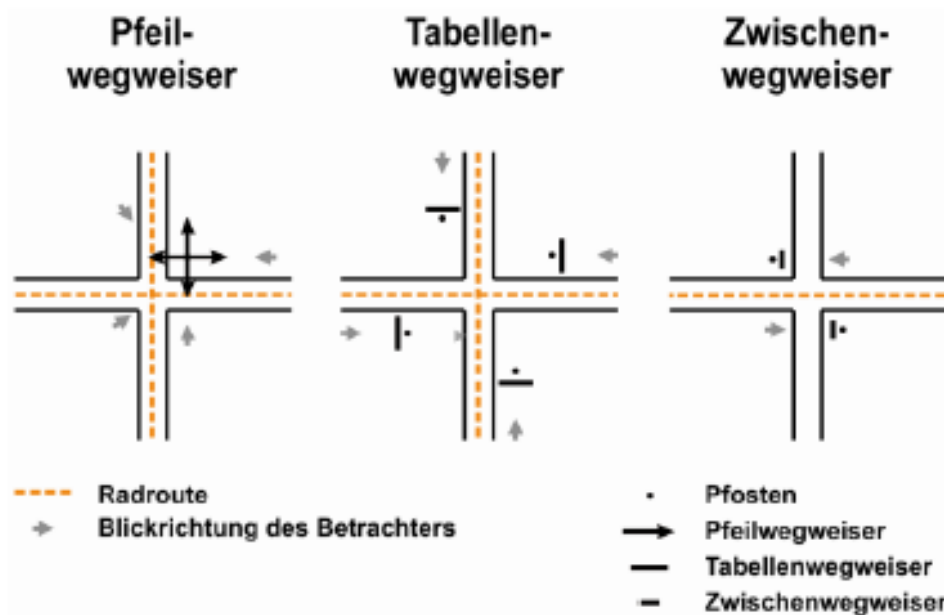 Pfeil-
wegweiser
Tabellen-
wegweiser
Zwischen-
wegweiser
Radroute
Blickrichtung des Betrachters
Pfosten
Pfeilwegweiser
Tabellenwegweiser
Zwischenwegweiser